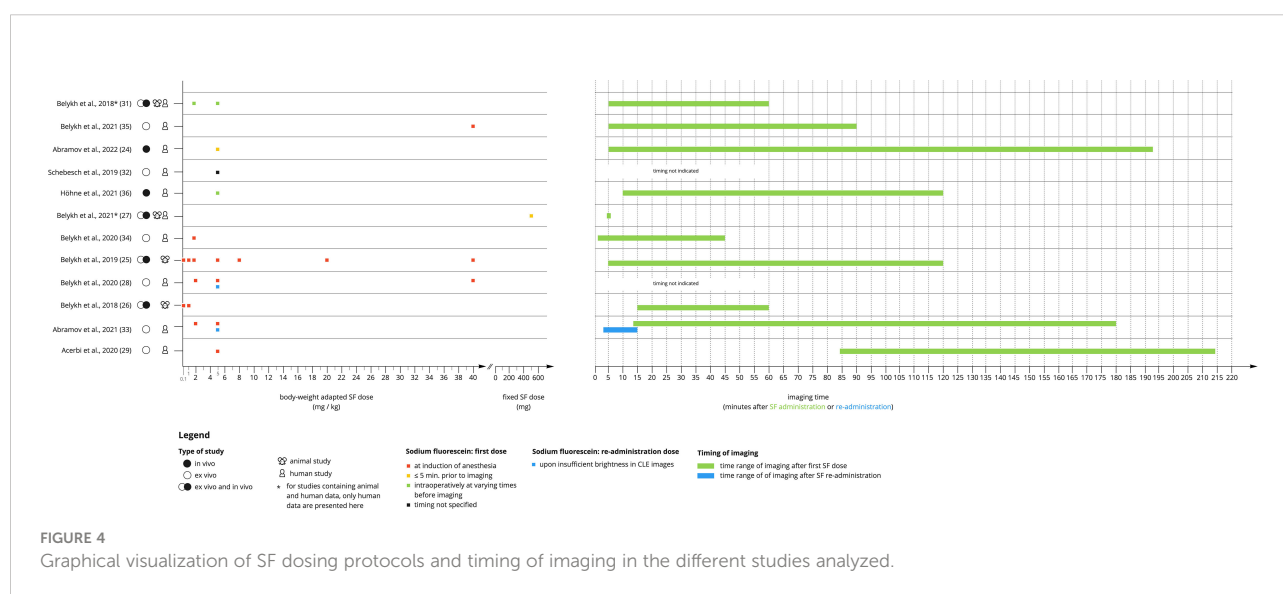 Belykh et al., 2018* (31)
Belykh et al., 2021 (35)
Abramov et al., 2022 (24)
Schebesch et al., 2019 (32)
timing not indicated
Höhne et al., 2021 (36)
Belykh et al., 2021* (27)
Belykh et al., 2020 (34)
Belykh et al., 2019 (25)
Belykh et al., 2020 (28)
timing not indicated
Belykh et al., 2018 (26)
Abramov et al., 2021 (33)
Acerbi et al., 2020 (29)
0.1 1 2 4 5 6 8 10 12 14 16 18 20 22 24 26 28 30 32 34 36 38 40 // 0 200 400 600
0 5 10 15 20 25 30 35 40 45 50 55 60 65 70 75 80 85 90 95 100 105 110 115 120 125 130 135 140 145 150 155 160 165 170 175 180 185 190 195 200 205 210 215 220
body-weight adapted SF dose
(mg / kg)
fixed SF dose
(mg)
imaging time
(minutes after SF administration or re-administration)
Legend
Type of study
in vivo
ex vivo
ex vivo and in vivo
animal study
human study
* for studies containing animal
and human data, only human
data are presented here
Sodium fluorescein: first dose
at induction of anesthesia
≤ 5 min. prior to imaging
intraoperatively at varying times
before imaging
timing not specified
Sodium fluorescein: re-administration dose
upon insufficient brightness in CLE images
Timing of imaging
time range of imaging after first SF dose
time range of of imaging after SF re-administration
FIGURE 4
Graphical visualization of SF dosing protocols and timing of imaging in the different studies analyzed.